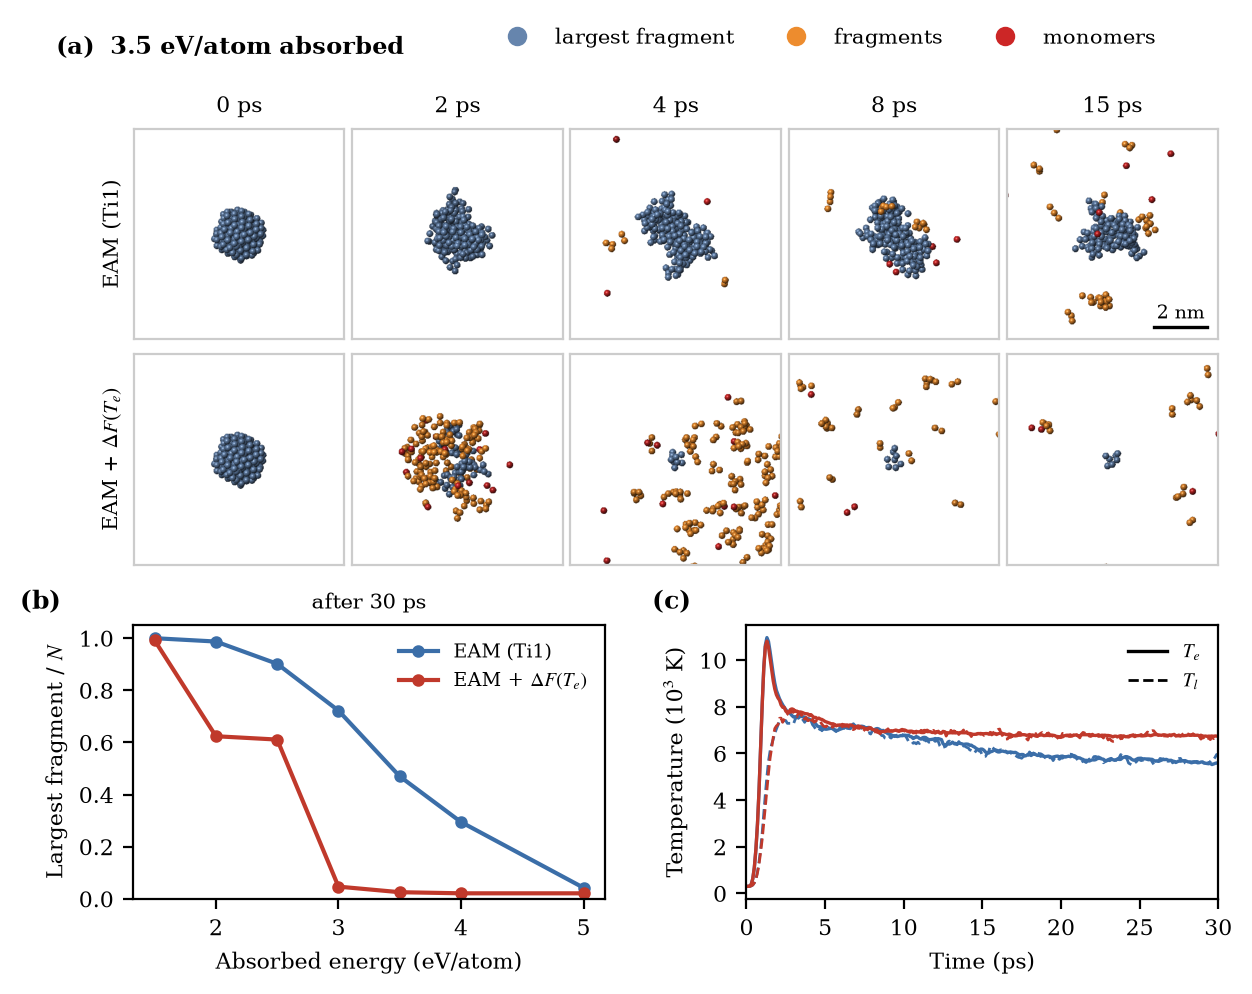 (a) 3.5 eV/atom absorbed
largest fragment
fragments
monomers
0 ps
2 ps
4 ps
8 ps
15 ps
EAM (Ti1)
2 nm
EAM + ΔF(Tₑ)
(b)
after 30 ps
Largest fragment / N
1.0
0.8
0.6
0.4
0.2
0.0
EAM (Ti1)
EAM + ΔF(Tₑ)
2
3
4
5
Absorbed energy (eV/atom)
(c)
Temperature (10³ K)
10
8
6
4
2
0
Tₑ
Tₗ
0
5
10
15
20
25
30
Time (ps)